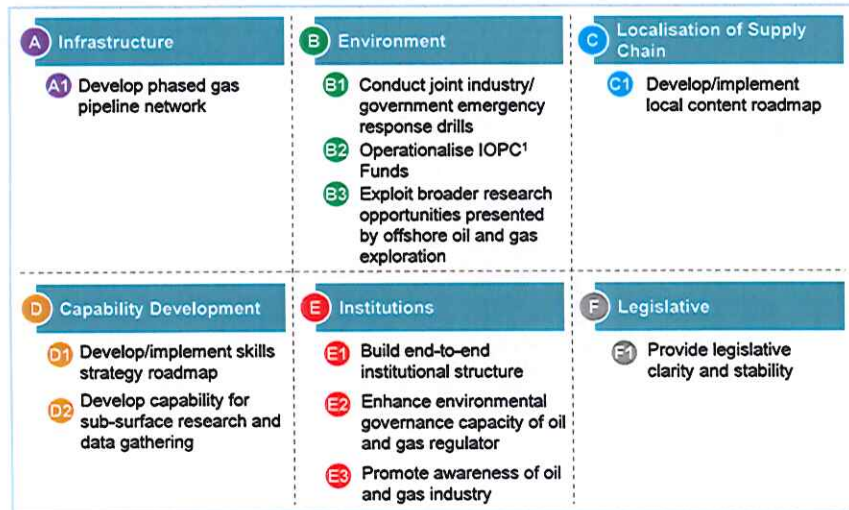 A Infrastructure
A1 Develop phased gas
pipeline network
B Environment
B1 Conduct joint industry/
government emergency
response drills
B2 Operationalise IOPC¹
Funds
B3 Exploit broader research
opportunities presented
by offshore oil and gas
exploration
C Localisation of Supply
Chain
C1 Develop/implement
local content roadmap
D Capability Development
D1 Develop/implement skills
strategy roadmap
D2 Develop capability for
sub-surface research and
data gathering
E Institutions
E1 Build end-to-end
institutional structure
E2 Enhance environmental
governance capacity of oil
and gas regulator
E3 Promote awareness of oil
and gas industry
F Legislative
F1 Provide legislative
clarity and stability